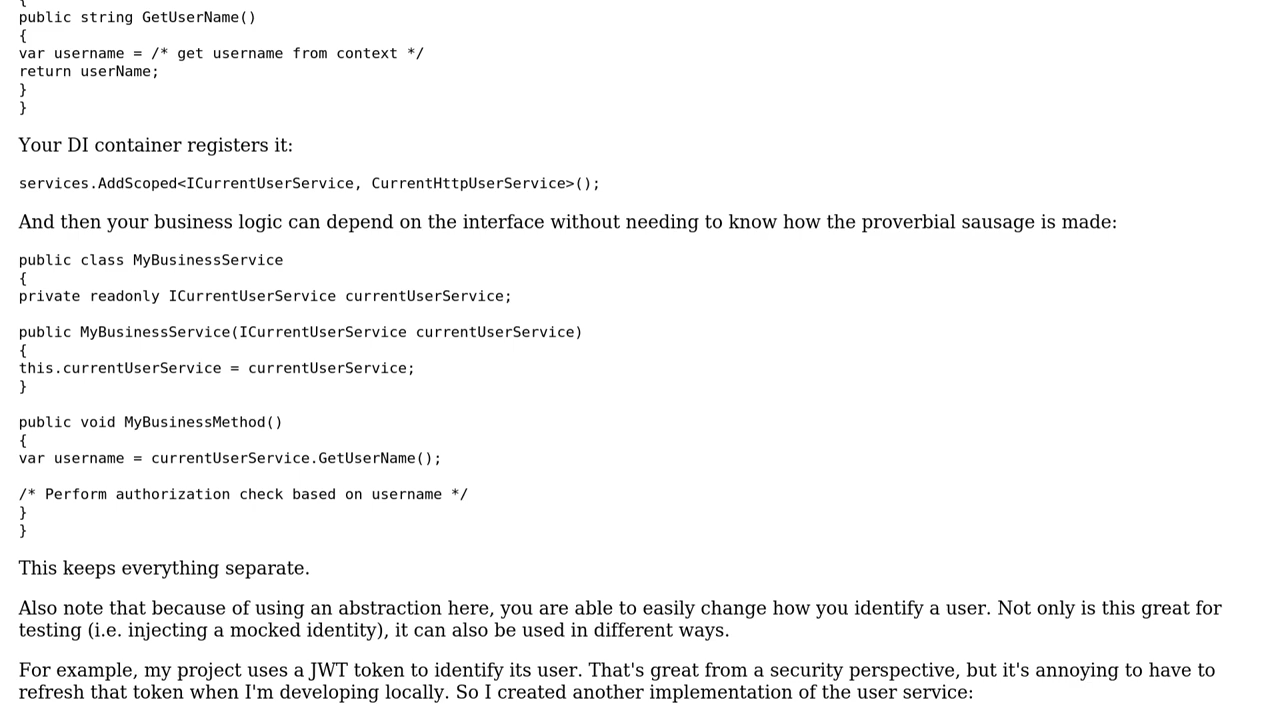 {
public string GetUserName()
{
var username = /* get username from context */
return userName;
}
}
Your DI container registers it:
services.AddScoped<ICurrentUserService, CurrentHttpUserService>();
And then your business logic can depend on the interface without needing to know how the proverbial sausage is made:
public class MyBusinessService
{
private readonly ICurrentUserService currentUserService;
public MyBusinessService(ICurrentUserService currentUserService)
{
this.currentUserService = currentUserService;
}
public void MyBusinessMethod()
{
var username = currentUserService.GetUserName();
/* Perform authorization check based on username */
}
}
This keeps everything separate.
Also note that because of using an abstraction here, you are able to easily change how you identify a user. Not only is this great for
testing (i.e. injecting a mocked identity), it can also be used in different ways.
For example, my project uses a JWT token to identify its user. That's great from a security perspective, but it's annoying to have to
refresh that token when I'm developing locally. So I created another implementation of the user service: